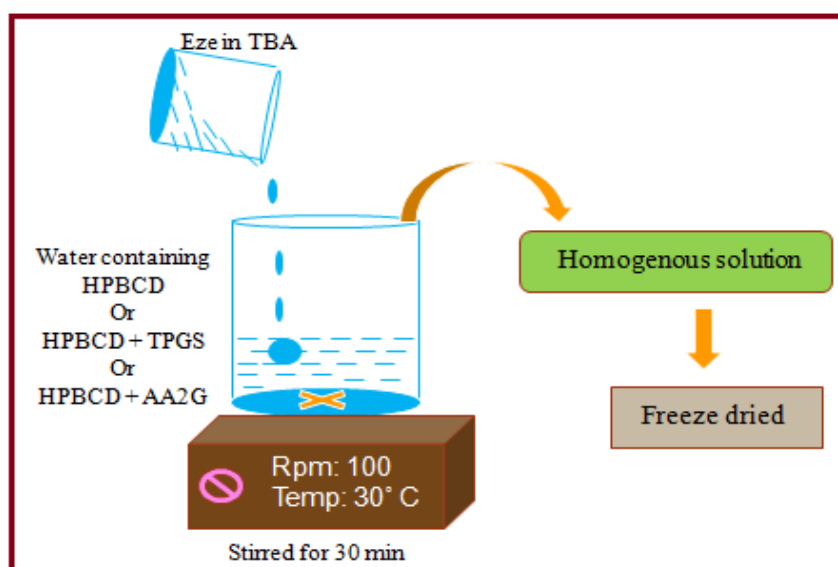 Eze in TBA
Water containing
HPBCD
Or
HPBCD + TPGS
Or
HPBCD + AA2G
Homogenous solution
Freeze dried
Rpm: 100
Temp: 30° C
Stirred for 30 min